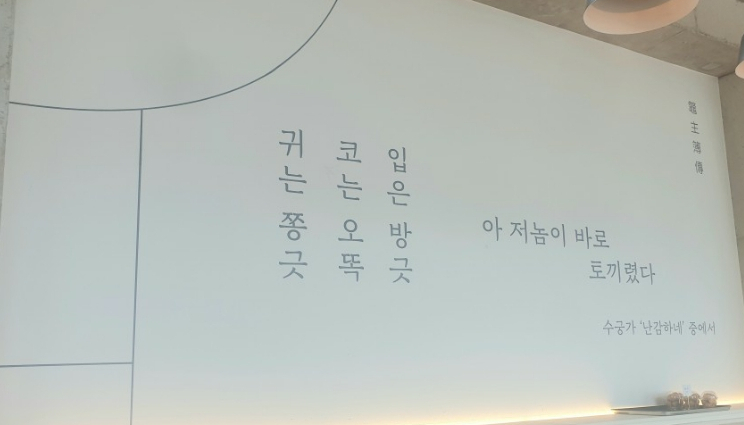 鼈主簿傳
입은 방긋
코는 오똑
귀는 쫑긋
아 저놈이 바로
토끼렸다
수궁가 '난감하네' 중에서